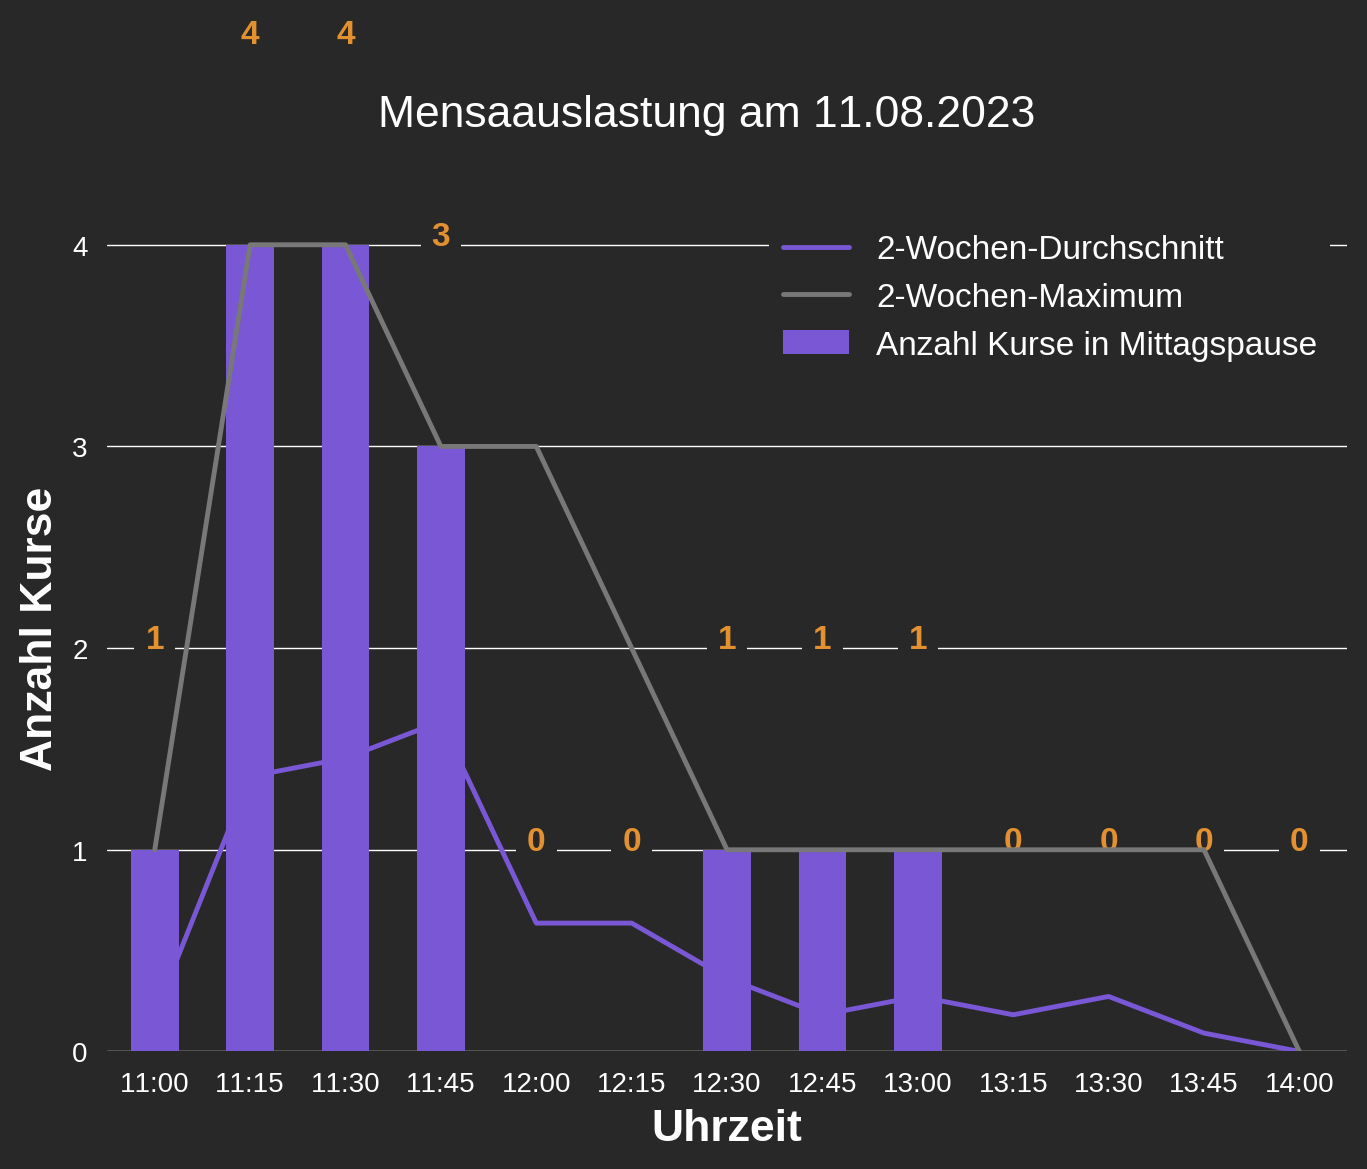 4 4
Mensaauslastung am 11.08.2023
4
3
2
1
0
3
1 1 1 1
0 0 0 0 0 0
2-Wochen-Durchschnitt
2-Wochen-Maximum
Anzahl Kurse in Mittagspause
Anzahl Kurse
11:00 11:15 11:30 11:45 12:00 12:15 12:30 12:45 13:00 13:15 13:30 13:45 14:00
Uhrzeit